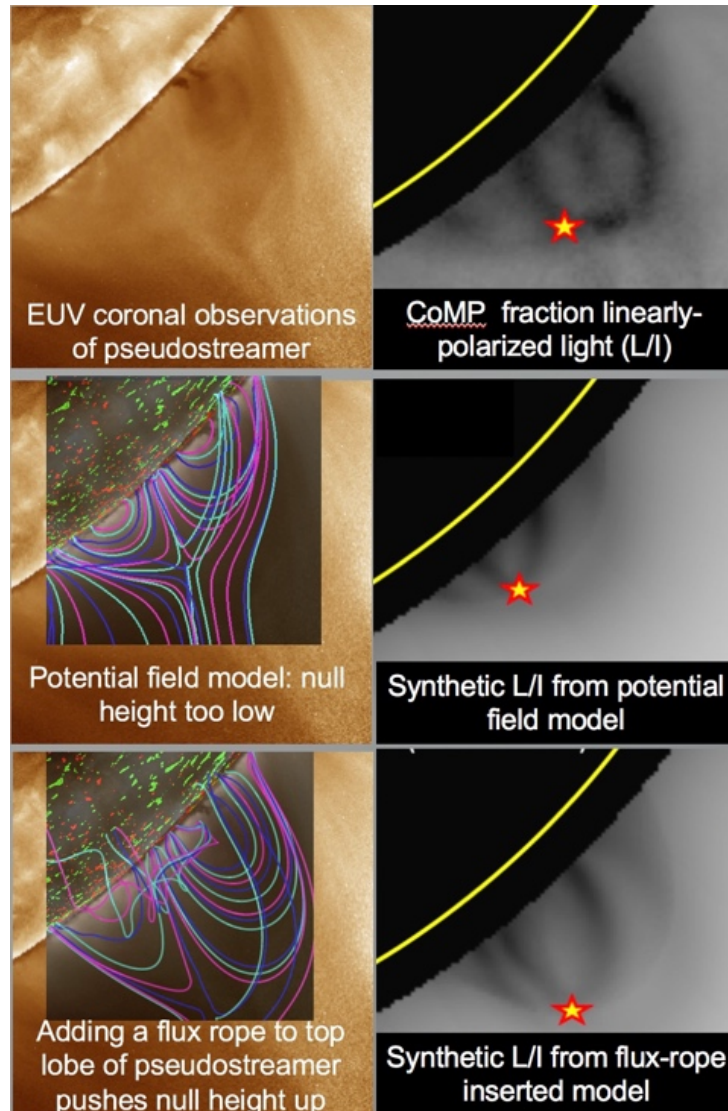 EUV coronal observations
of pseudostreamer
CoMP fraction linearly-
polarized light (L/I)
Potential field model: null
height too low
Synthetic L/I from potential
field model
Adding a flux rope to top
lobe of pseudostreamer
pushes null height up
Synthetic L/I from flux-rope
inserted model